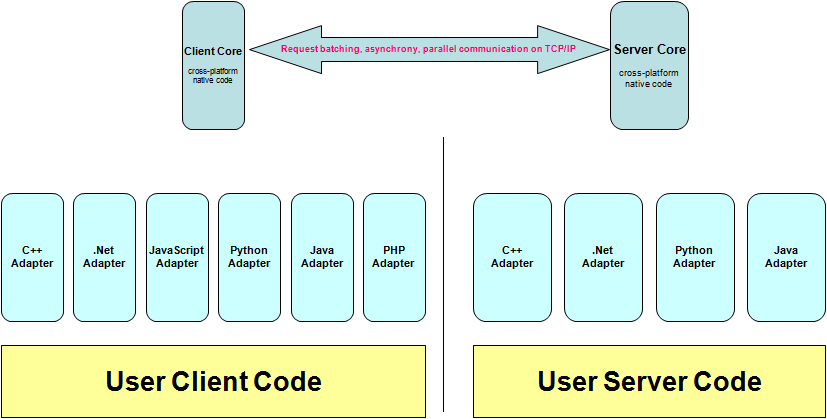 Client Core
cross-platform
native code
Request batching, asynchrony, parallel communication on TCP/IP
Server Core
cross-platform
native code
C++
Adapter
.Net
Adapter
JavaScript
Adapter
Python
Adapter
Java
Adapter
PHP
Adapter
C++
Adapter
.Net
Adapter
Python
Adapter
Java
Adapter
User Client Code
User Server Code